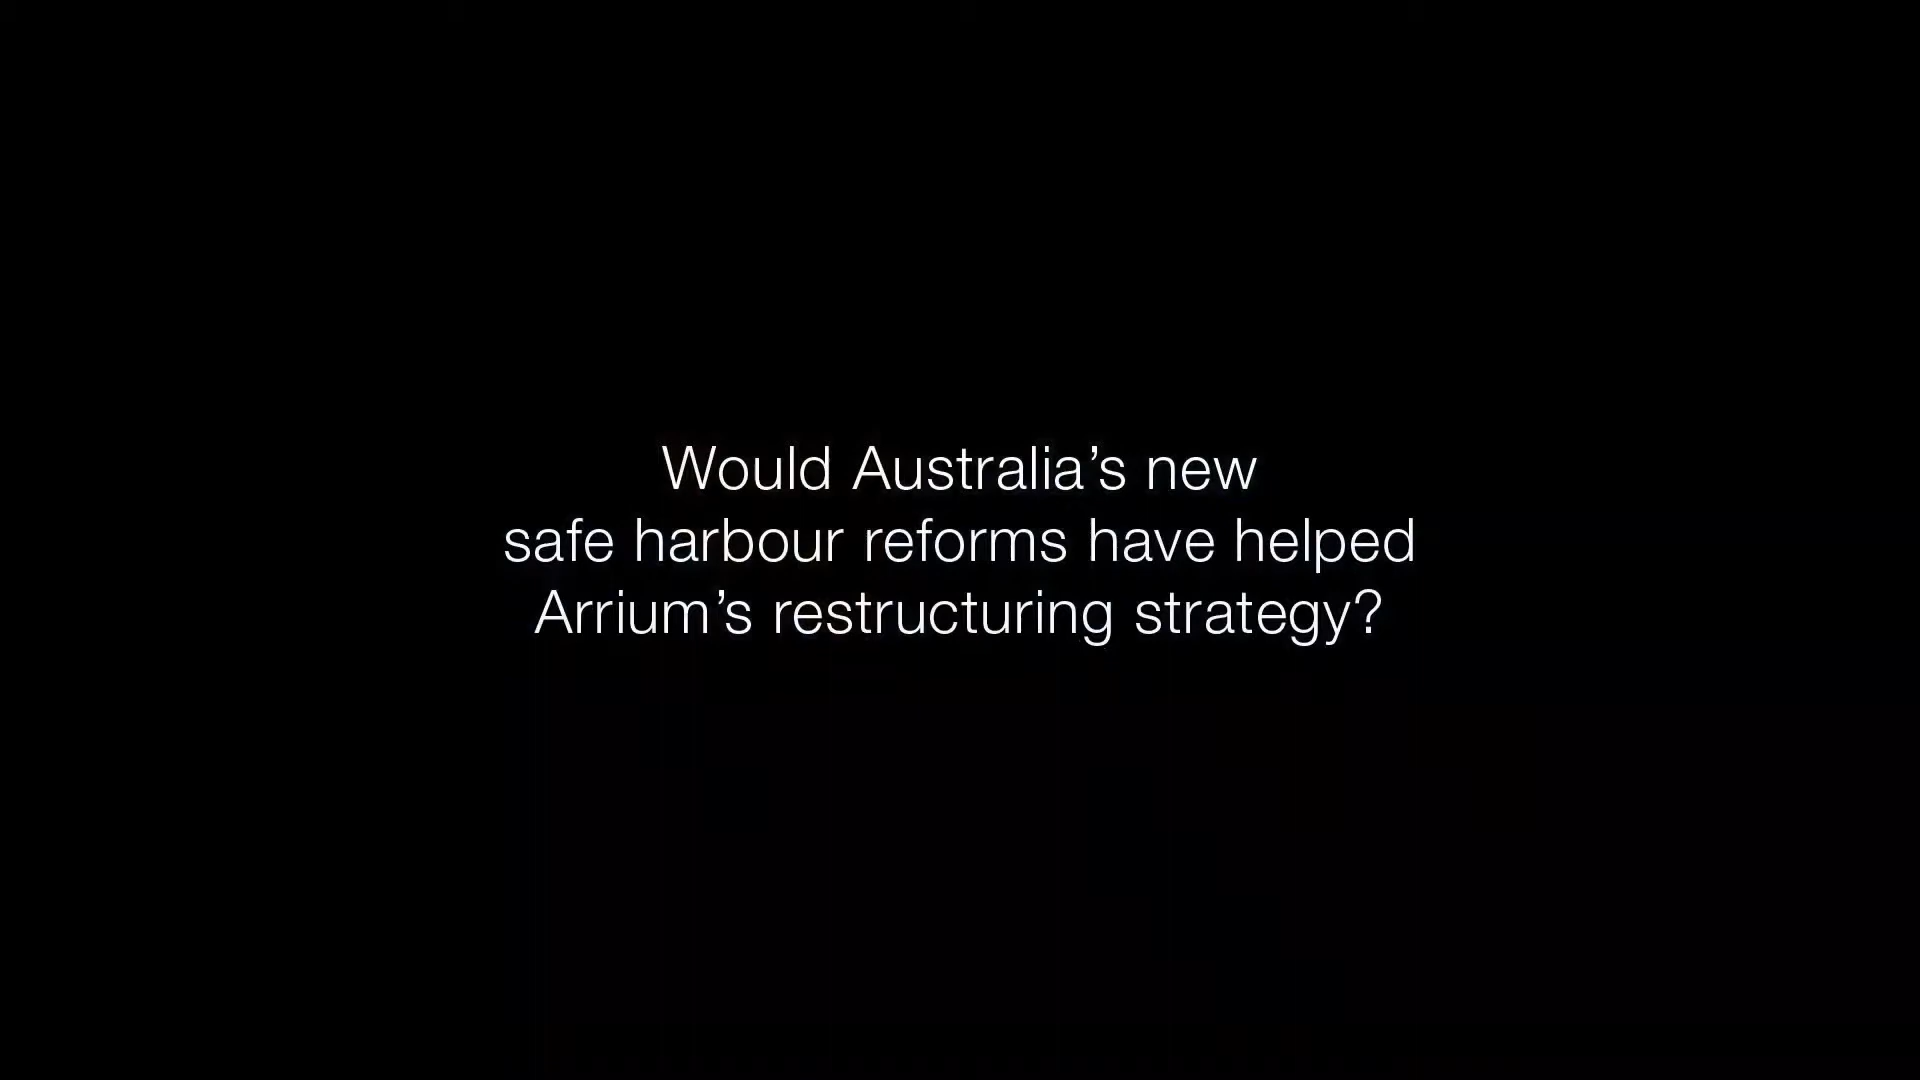 Would Australia’s new
safe harbour reforms have helped
Arrium’s restructuring strategy?